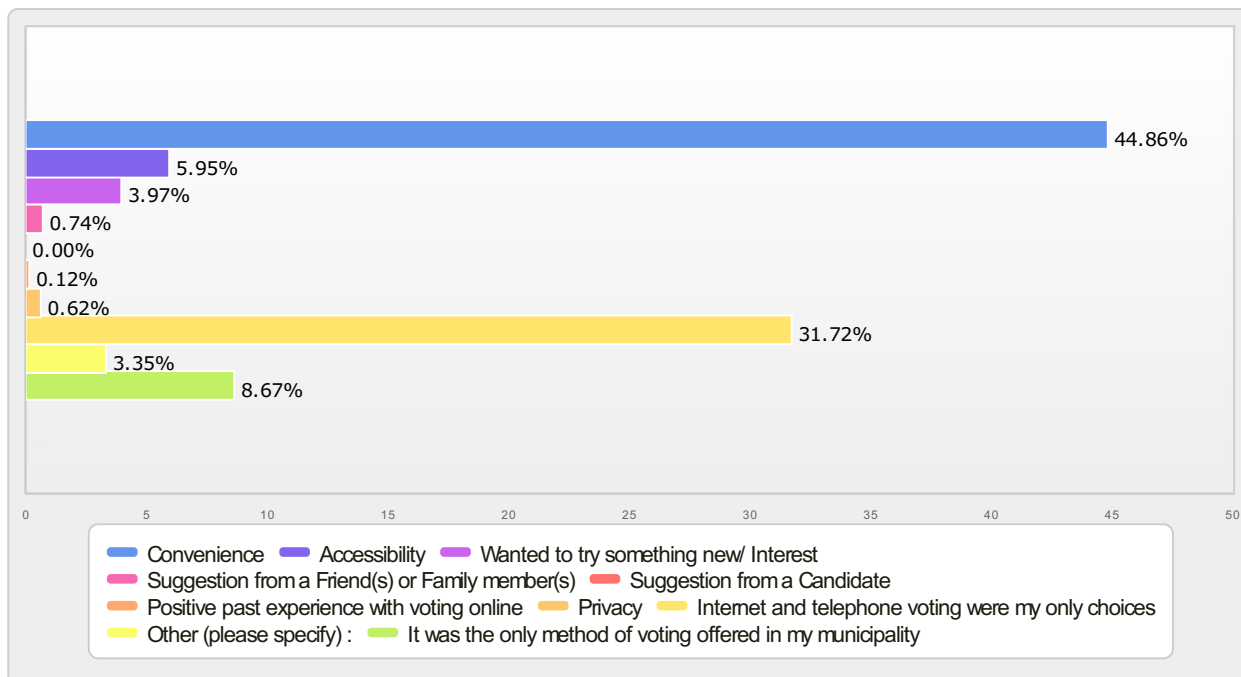 44.86%
5.95%
3.97%
0.74%
0.00%
0.12%
0.62%
31.72%
3.35%
8.67%
0 5 10 15 20 25 30 35 40 45 50
Convenience Accessibility Wanted to try something new/ Interest
Suggestion from a Friend(s) or Family member(s) Suggestion from a Candidate
Positive past experience with voting online Privacy Internet and telephone voting were my only choices
Other (please specify) : It was the only method of voting offered in my municipality